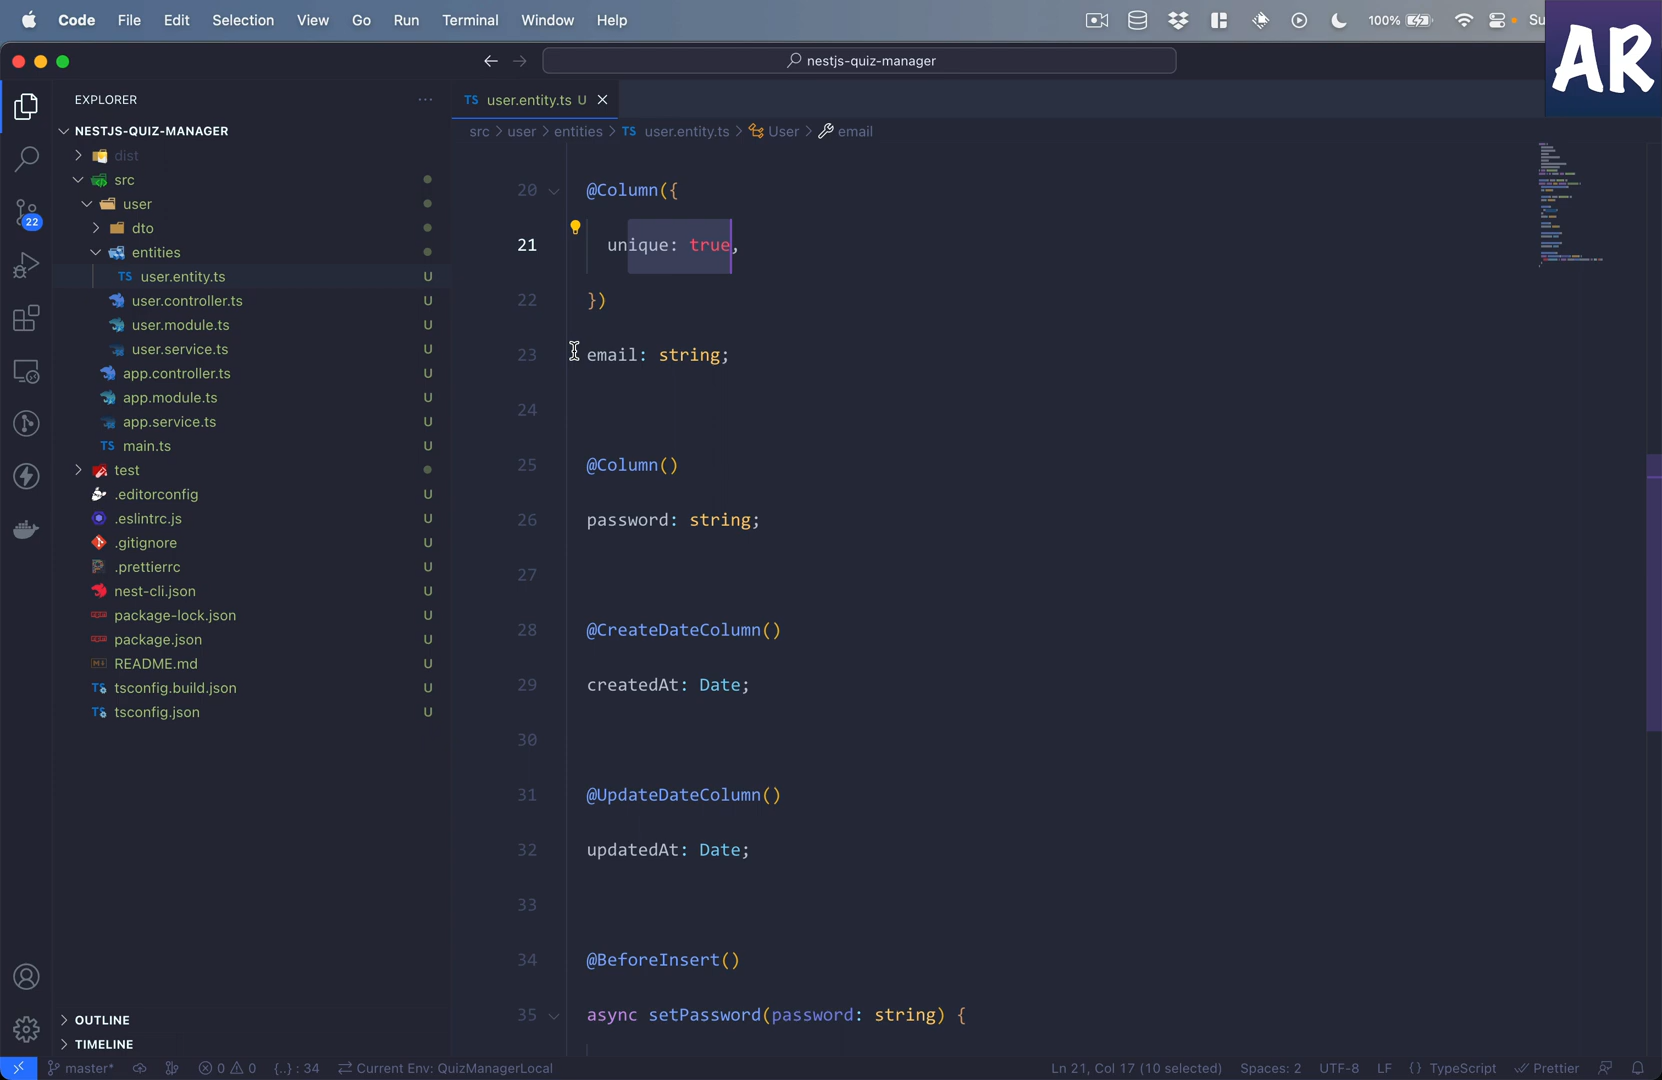 Code File Edit Selection View Go Run Terminal Window Help 100% Su
AR
nestjs-quiz-manager
EXPLORER
TS user.entity.ts U
NESTJS-QUIZ-MANAGER
src > user > entities > TS user.entity.ts > User > email
dist
src
user
dto
entities
TS user.entity.ts U
user.controller.ts U
user.module.ts U
user.service.ts U
app.controller.ts U
app.module.ts U
app.service.ts U
TS main.ts U
test
.editorconfig U
.eslintrc.js U
.gitignore U
.prettierrc U
nest-cli.json U
package-lock.json U
package.json U
README.md U
tsconfig.build.json U
tsconfig.json U
22
20 @Column({
21 unique: true,
22 })
23 email: string;
24
25 @Column()
26 password: string;
27
28 @CreateDateColumn()
29 createdAt: Date;
30
31 @UpdateDateColumn()
32 updatedAt: Date;
33
34 @BeforeInsert()
35 async setPassword(password: string) {
OUTLINE
TIMELINE
master* 0 0 {..} : 34 Current Env: QuizManagerLocal Ln 21, Col 17 (10 selected) Spaces: 2 UTF-8 LF {} TypeScript Prettier